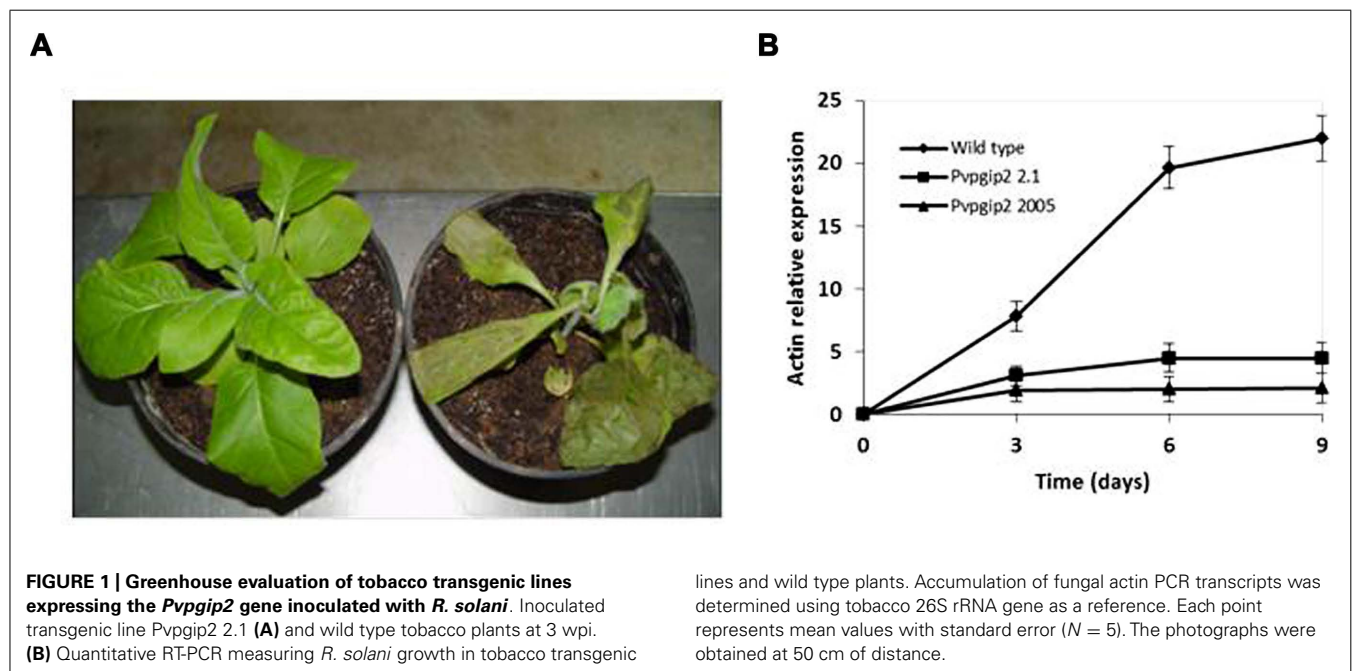 A
B
25
20
15
10
5
0
Actin relative expression
Wild type
Pvpgip2 2.1
Pvpgip2 2005
0 3 6 9
Time (days)
FIGURE 1 | Greenhouse evaluation of tobacco transgenic lines
expressing the Pvpgip2 gene inoculated with R. solani. Inoculated
transgenic line Pvpgip2 2.1 (A) and wild type tobacco plants at 3 wpi.
(B) Quantitative RT-PCR measuring R. solani growth in tobacco transgenic
lines and wild type plants. Accumulation of fungal actin PCR transcripts was
determined using tobacco 26S rRNA gene as a reference. Each point
represents mean values with standard error (N = 5). The photographs were
obtained at 50 cm of distance.